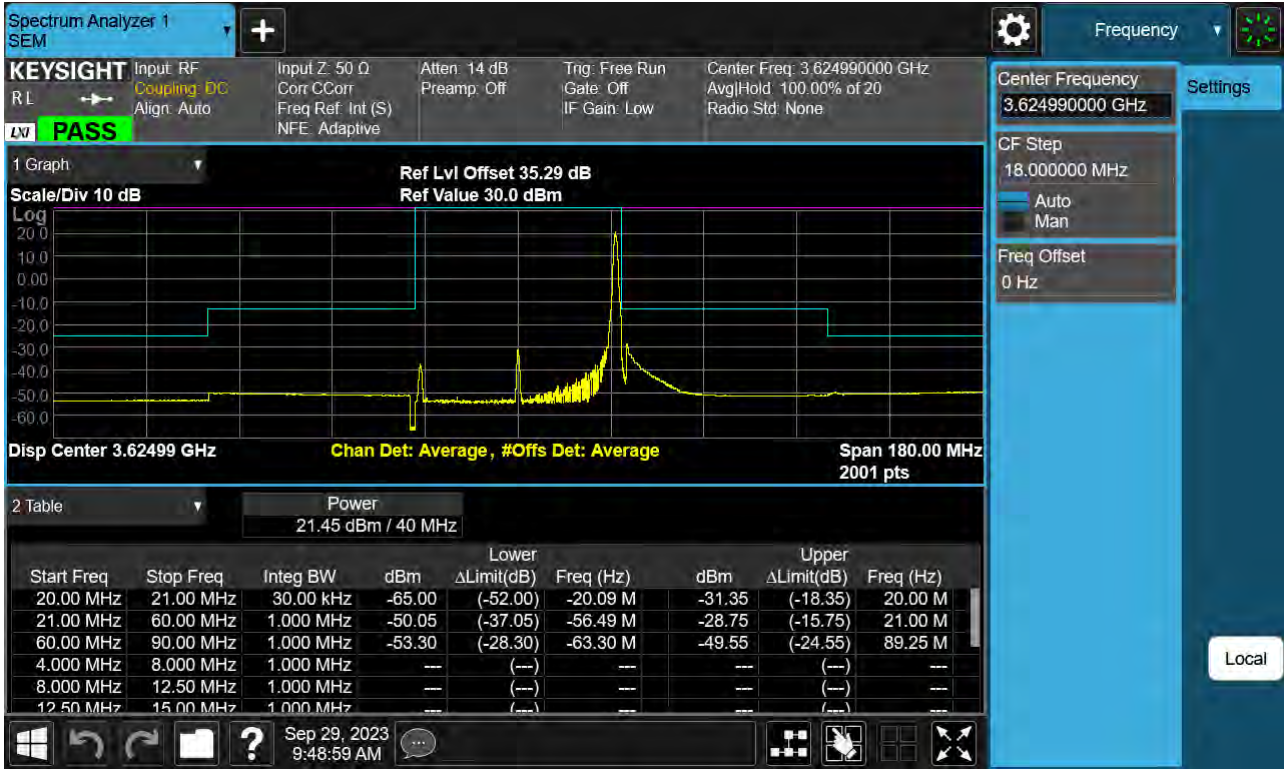 Spectrum Analyzer 1
SEM
+
Frequency
KEYSIGHT
R L
LXI PASS
Input: RF
Coupling: DC
Align: Auto
Input Z: 50 Ω
Corr CCorr
Freq Ref: Int (S)
NFE: Adaptive
Atten: 14 dB
Preamp: Off
Trig: Free Run
Gate: Off
IF Gain: Low
Center Freq: 3.624990000 GHz
Avg|Hold: 100.00% of 20
Radio Std: None
Center Frequency
3.624990000 GHz
Settings
CF Step
18.000000 MHz
Auto
Man
Freq Offset
0 Hz
Local
1 Graph
Scale/Div 10 dB
Ref Lvl Offset 35.29 dB
Ref Value 30.0 dBm
Log
20.0
10.0
0.00
-10.0
-20.0
-30.0
-40.0
-50.0
-60.0
Disp Center 3.62499 GHz Chan Det: Average, #Offs Det: Average Span 180.00 MHz
2001 pts
2 Table
Power
21.45 dBm / 40 MHz
Lower Upper
Start Freq Stop Freq Integ BW dBm ΔLimit(dB) Freq (Hz) dBm ΔLimit(dB) Freq (Hz)
20.00 MHz 21.00 MHz 30.00 kHz -65.00 (-52.00) -20.09 M -31.35 (-18.35) 20.00 M
21.00 MHz 60.00 MHz 1.000 MHz -50.05 (-37.05) -56.49 M -28.75 (-15.75) 21.00 M
60.00 MHz 90.00 MHz 1.000 MHz -53.30 (-28.30) -63.30 M -49.55 (-24.55) 89.25 M
4.000 MHz 8.000 MHz 1.000 MHz --- (---) --- --- (---) ---
8.000 MHz 12.50 MHz 1.000 MHz --- (---) --- --- (---) ---
12.50 MHz 15.00 MHz 1.000 MHz --- (---) --- --- (---) ---
?
Sep 29, 2023
9:48:59 AM